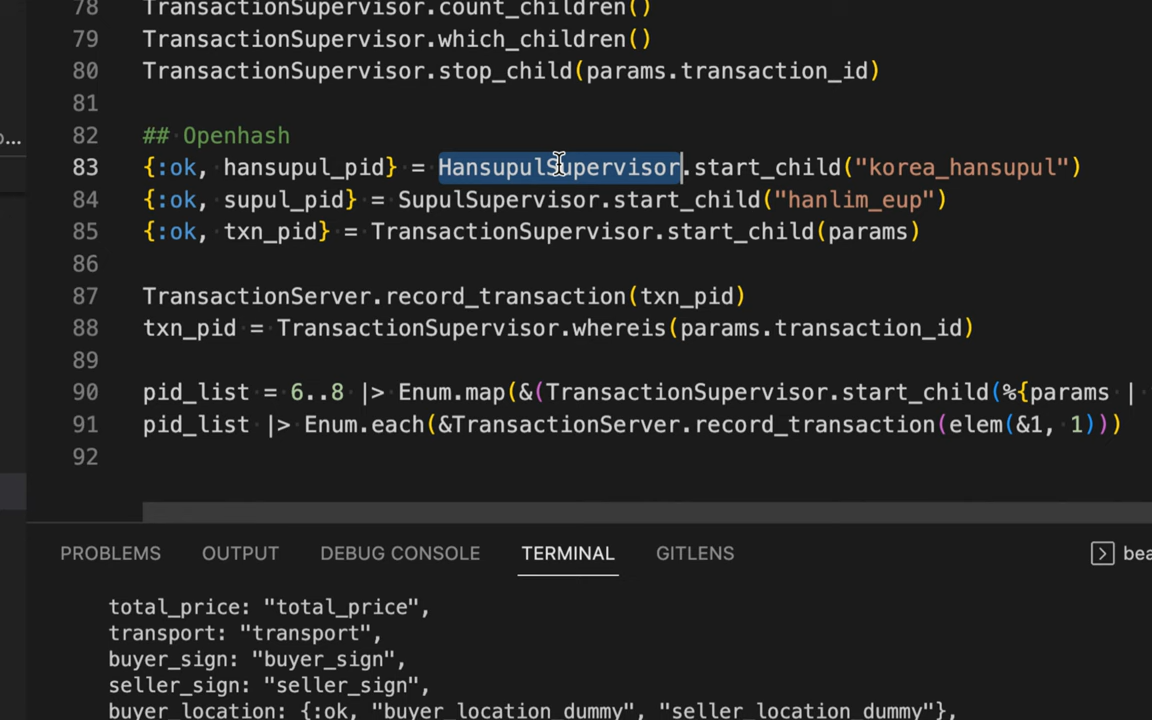 78 TransactionSupervisor.count_children()
79 TransactionSupervisor.which_children()
80 TransactionSupervisor.stop_child(params.transaction_id)
81
82 ## Openhash
o... 83 {:ok, hansupul_pid} = HansupulSupervisor.start_child("korea_hansupul")
84 {:ok, supul_pid} = SupulSupervisor.start_child("hanlim_eup")
85 {:ok, txn_pid} = TransactionSupervisor.start_child(params)
86
87 TransactionServer.record_transaction(txn_pid)
88 txn_pid = TransactionSupervisor.whereis(params.transaction_id)
89
90 pid_list = 6..8 |> Enum.map(&(TransactionSupervisor.start_child(%{params |
91 pid_list |> Enum.each(&TransactionServer.record_transaction(elem(&1, 1)))
92
PROBLEMS OUTPUT DEBUG CONSOLE TERMINAL GITLENS bea
total_price: "total_price",
transport: "transport",
buyer_sign: "buyer_sign",
seller_sign: "seller_sign",
buyer_location: {:ok, "buyer_location_dummy", "seller_location_dummy"},